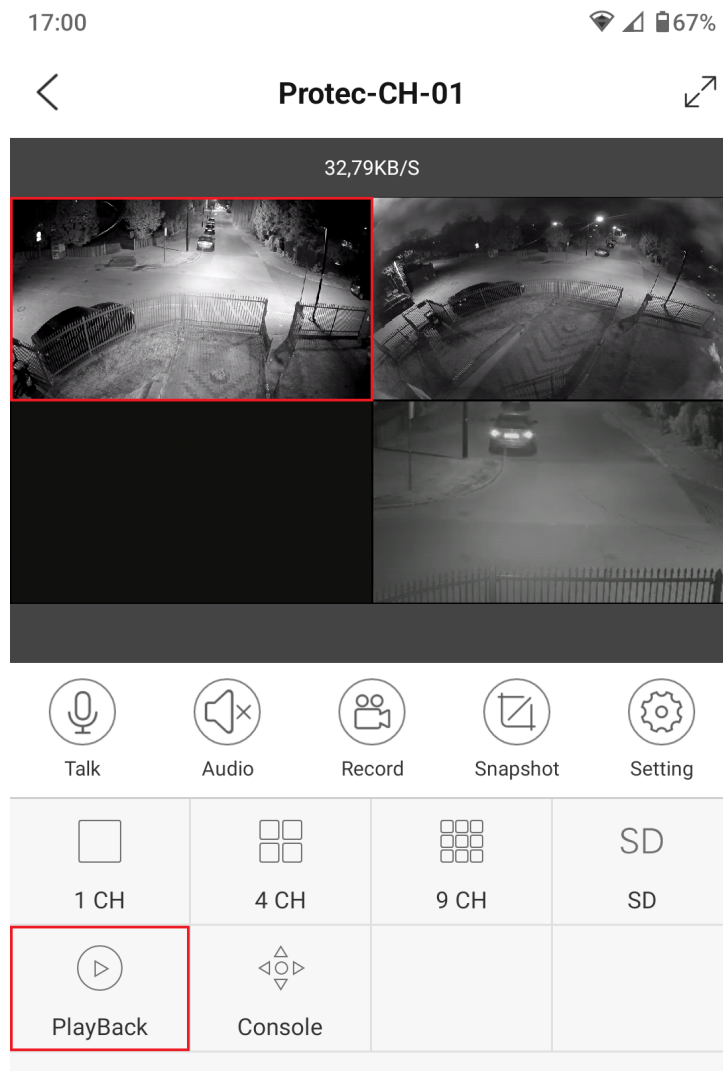 17:00
67%
Protec-CH-01
32,79KB/S
Talk
Audio
Record
Snapshot
Setting
SD
1 CH
4 CH
9 CH
SD
PlayBack
Console